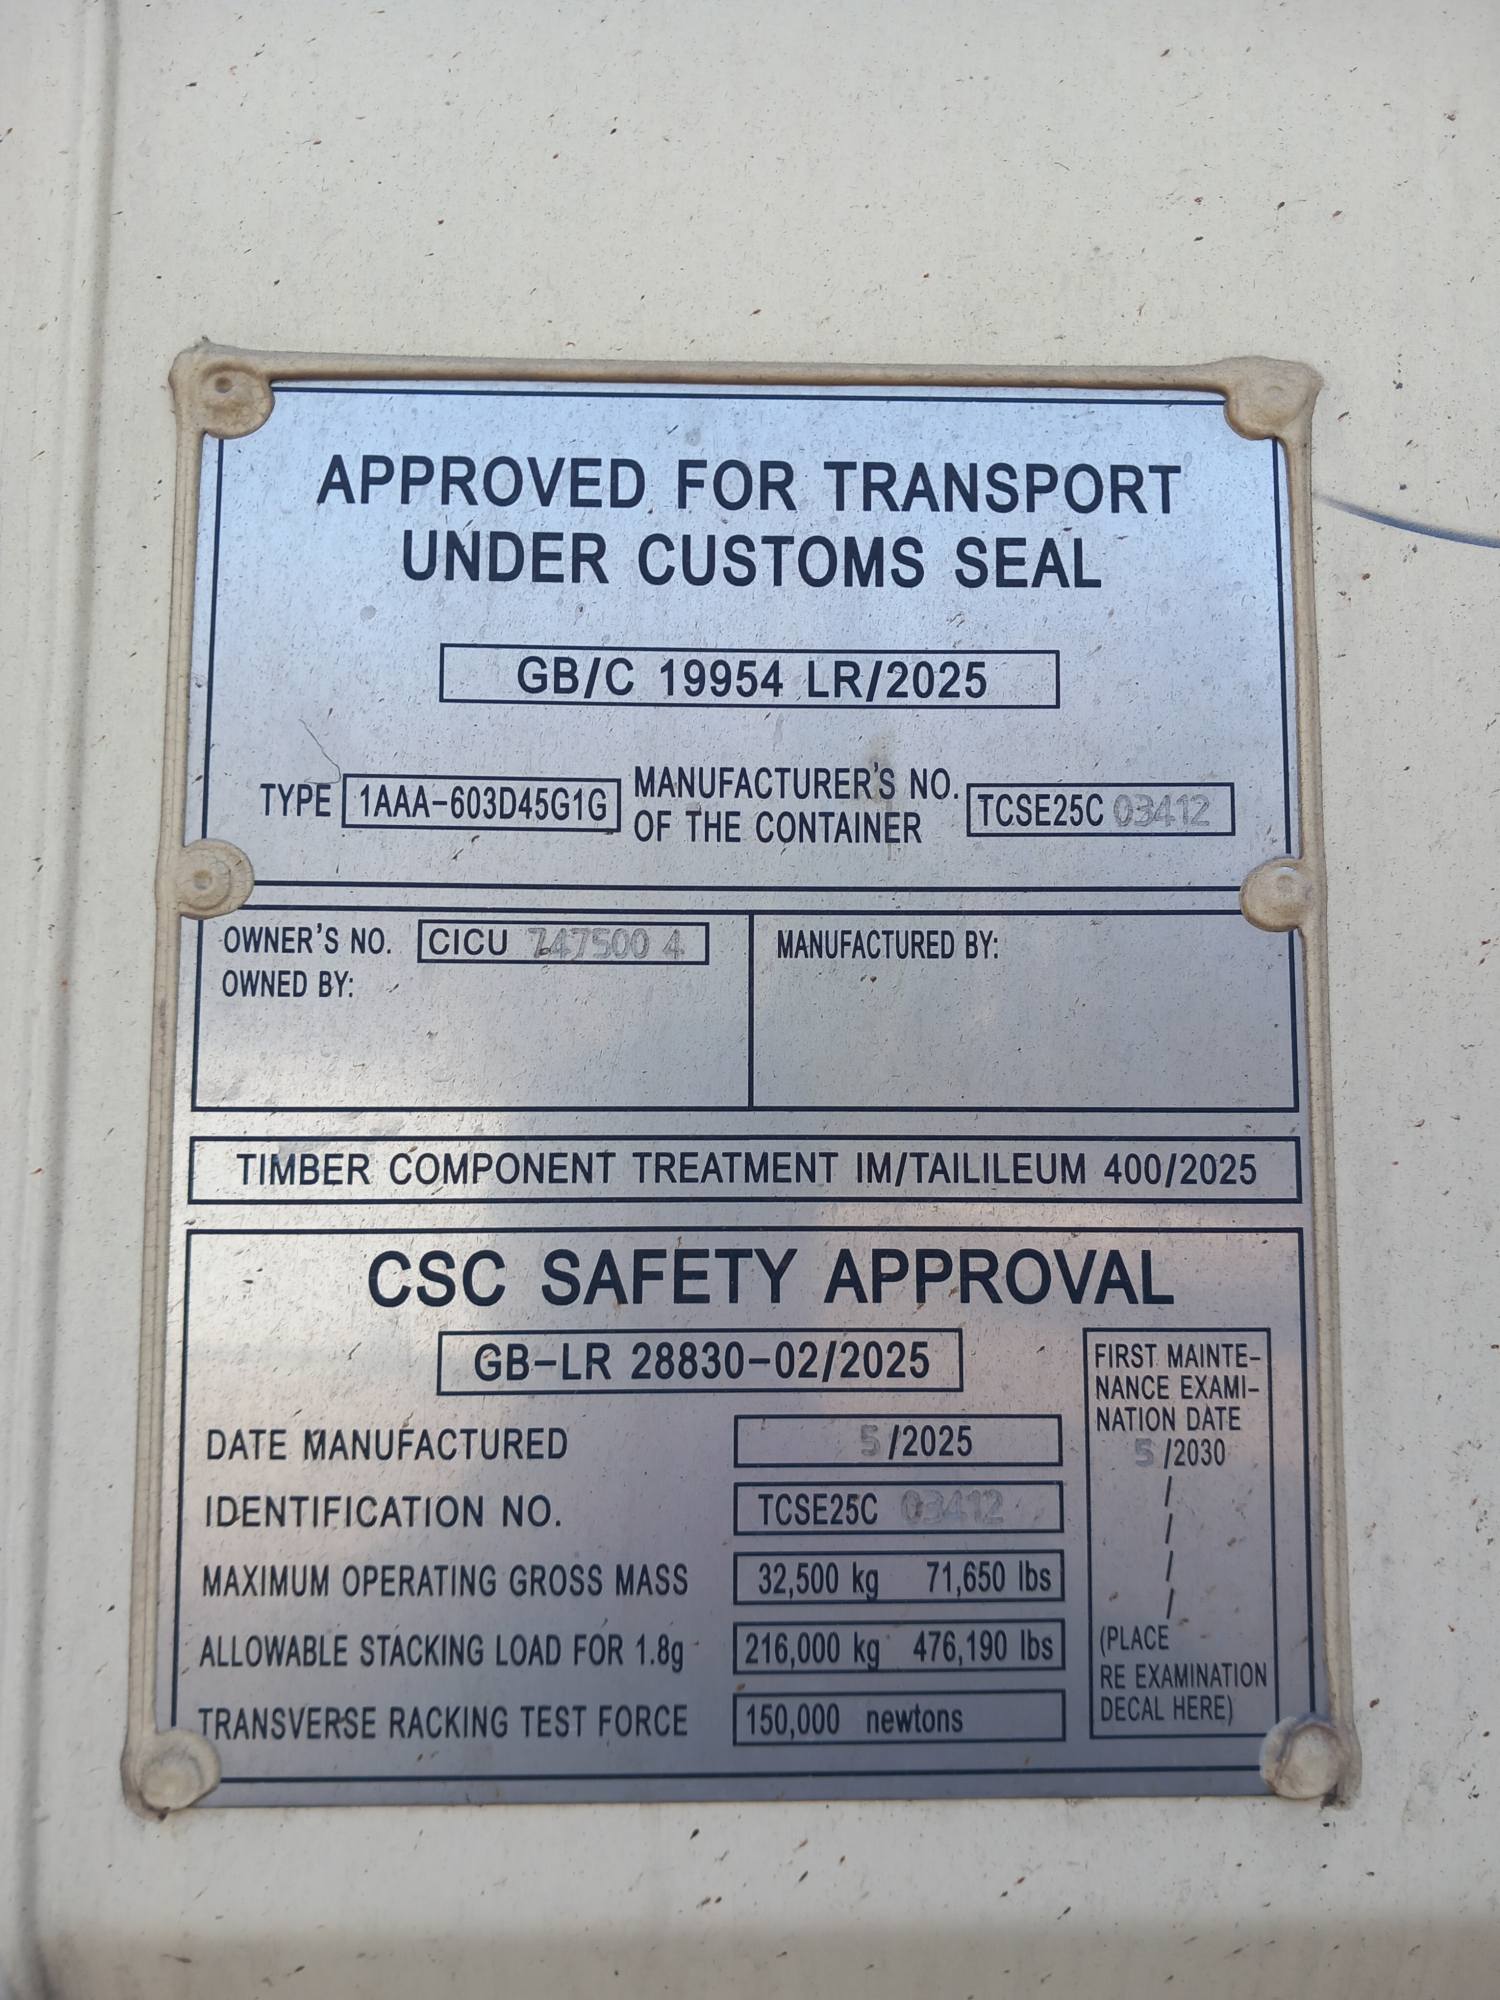 APPROVED FOR TRANSPORT
UNDER CUSTOMS SEAL
GB/C 19954 LR/2025
TYPE 1AAA-603D45G1G MANUFACTURER'S NO. OF THE CONTAINER TCSE25C 03412
OWNER'S NO. CICU 747500 4
OWNED BY:
MANUFACTURED BY:
TIMBER COMPONENT TREATMENT IM/TAILILEUM 400/2025
CSC SAFETY APPROVAL
GB-LR 28830-02/2025
DATE MANUFACTURED 5/2025
IDENTIFICATION NO. TCSE25C 03412
MAXIMUM OPERATING GROSS MASS 32,500 kg 71,650 lbs
ALLOWABLE STACKING LOAD FOR 1.8g 216,000 kg 476,190 lbs
TRANSVERSE RACKING TEST FORCE 150,000 newtons
FIRST MAINTE-
NANCE EXAMI-
NATION DATE
5/2030
/
/
/
/
/
(PLACE
RE EXAMINATION
DECAL HERE)